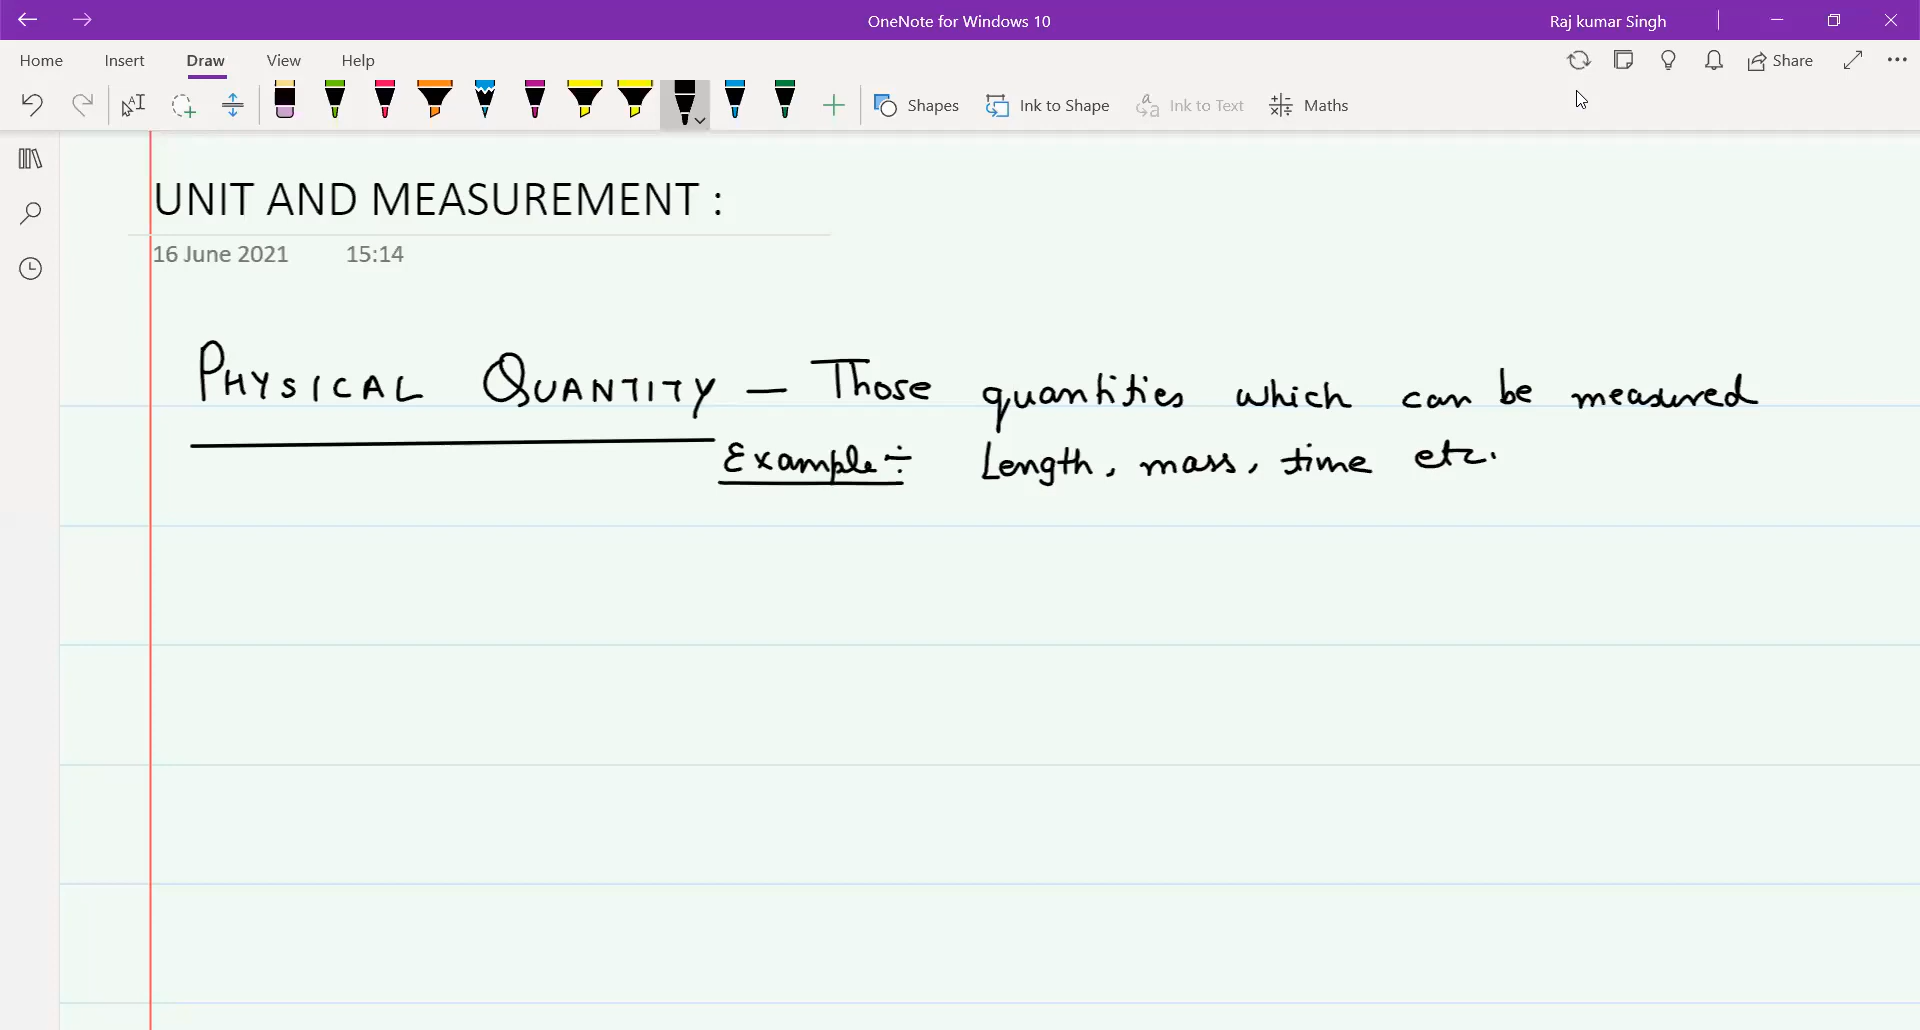 OneNote for Windows 10
Raj kumar Singh
Home Insert Draw View Help
Share
Shapes Ink to Shape Ink to Text Maths
UNIT AND MEASUREMENT :
16 June 2021 15:14
PHYSICAL QUANTITY — Those quantities which can be measured
Example÷ Length, mass, time etc.